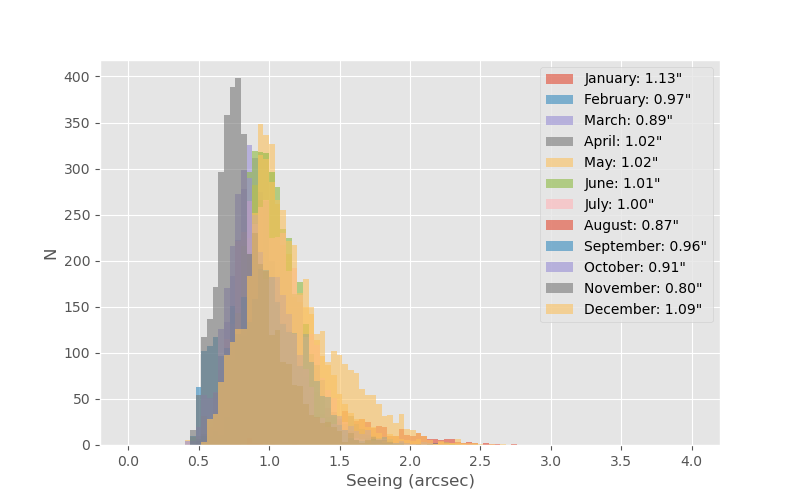 January: 1.13"
February: 0.97"
March: 0.89"
April: 1.02"
May: 1.02"
June: 1.01"
July: 1.00"
August: 0.87"
September: 0.96"
October: 0.91"
November: 0.80"
December: 1.09"
N
400
350
300
250
200
150
100
50
0
0.0 0.5 1.0 1.5 2.0 2.5 3.0 3.5 4.0
Seeing (arcsec)